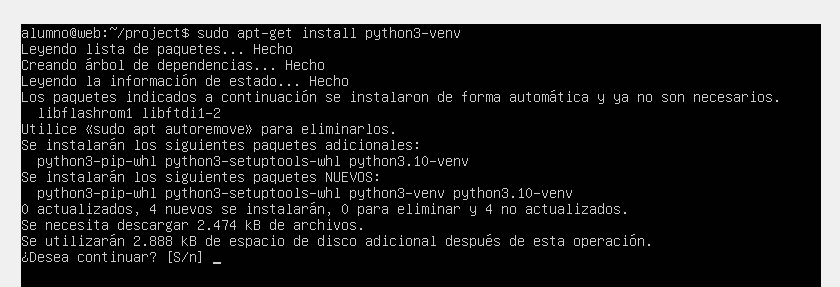 alumno@web:~/project$ sudo apt-get install python3-venv
Leyendo lista de paquetes... Hecho
Creando árbol de dependencias... Hecho
Leyendo la información de estado... Hecho
Los paquetes indicados a continuación se instalaron de forma automática y ya no son necesarios.
  libflashrom1 libftdi1-2
Utilice «sudo apt autoremove» para eliminarlos.
Se instalarán los siguientes paquetes adicionales:
  python3-pip-whl python3-setuptools-whl python3.10-venv
Se instalarán los siguientes paquetes NUEVOS:
  python3-pip-whl python3-setuptools-whl python3-venv python3.10-venv
0 actualizados, 4 nuevos se instalarán, 0 para eliminar y 4 no actualizados.
Se necesita descargar 2.474 kB de archivos.
Se utilizarán 2.888 kB de espacio de disco adicional después de esta operación.
¿Desea continuar? [S/n] _